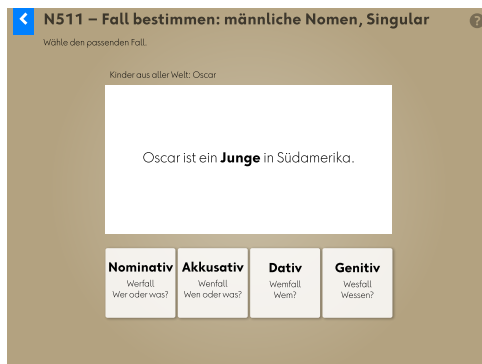 N511 – Fall bestimmen: männliche Nomen, Singular
?
Wähle den passenden Fall.
Kinder aus aller Welt: Oscar
Oscar ist ein Junge in Südamerika.
Nominativ Akkusativ Dativ Genitiv
Werfall Wenfall Wemfall Wesfall
Wer oder was? Wen oder was? Wem? Wessen?